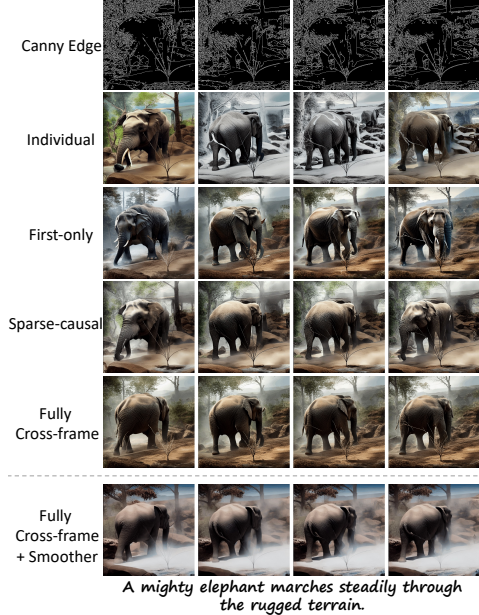 Canny Edge
Individual
First-only
Sparse-causal
Fully
Cross-frame
Fully
Cross-frame
+ Smoother
A mighty elephant marches steadily through
the rugged terrain.